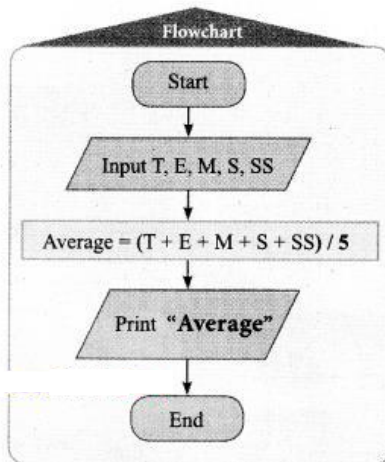 Flowchart
Start
Input T, E, M, S, SS
Average = (T + E + M + S + SS) / 5
Print “Average”
End